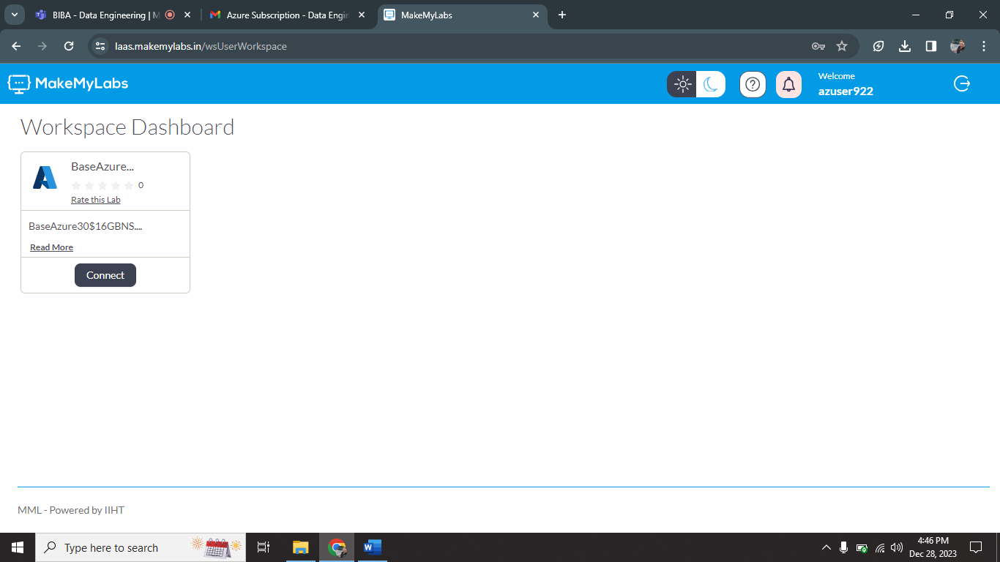 BIBA - Data Engineering | M
Azure Subscription - Data Engin
MakeMyLabs
laas.makemylabs.in/wsUserWorkspace
MakeMyLabs
Welcome
azuser922
Workspace Dashboard
BaseAzure...
0
Rate this Lab
BaseAzure30$16GBNS....
Read More
Connect
MML - Powered by IIHT
Type here to search
W
4:46 PM
Dec 28, 2023